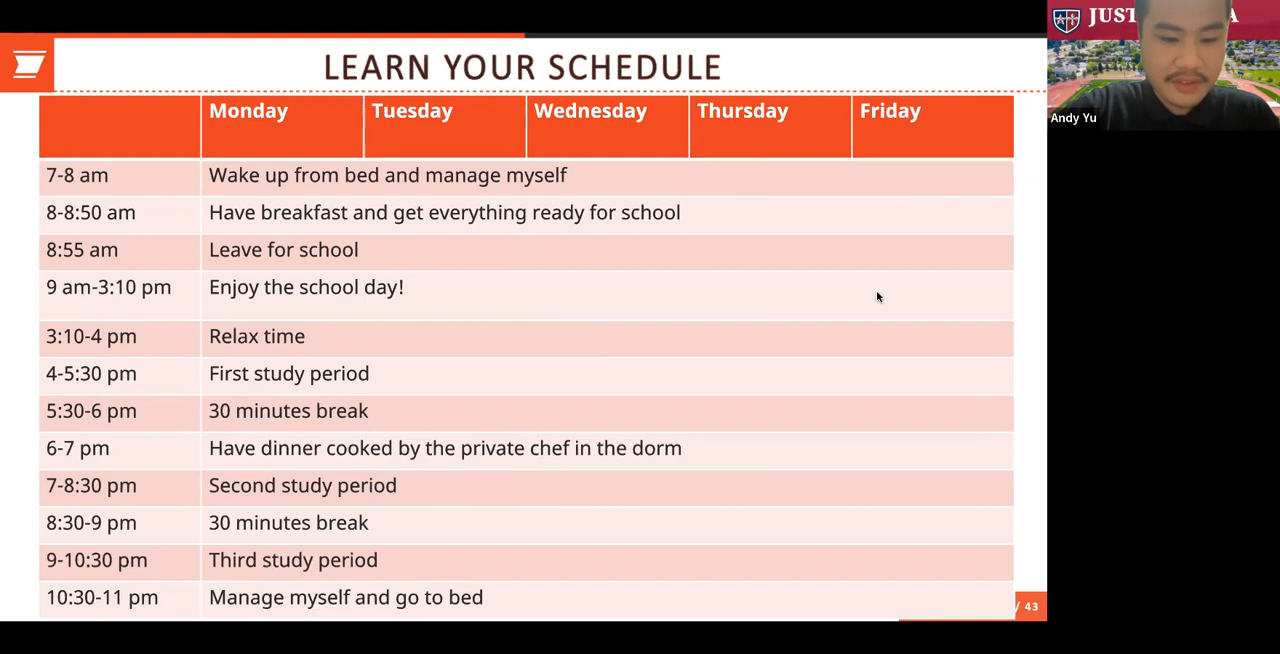 JUST A
LEARN YOUR SCHEDULE
Andy Yu
Monday Tuesday Wednesday Thursday Friday
7-8 am Wake up from bed and manage myself
8-8:50 am Have breakfast and get everything ready for school
8:55 am Leave for school
9 am-3:10 pm Enjoy the school day!
3:10-4 pm Relax time
4-5:30 pm First study period
5:30-6 pm 30 minutes break
6-7 pm Have dinner cooked by the private chef in the dorm
7-8:30 pm Second study period
8:30-9 pm 30 minutes break
9-10:30 pm Third study period
10:30-11 pm Manage myself and go to bed
/ 43